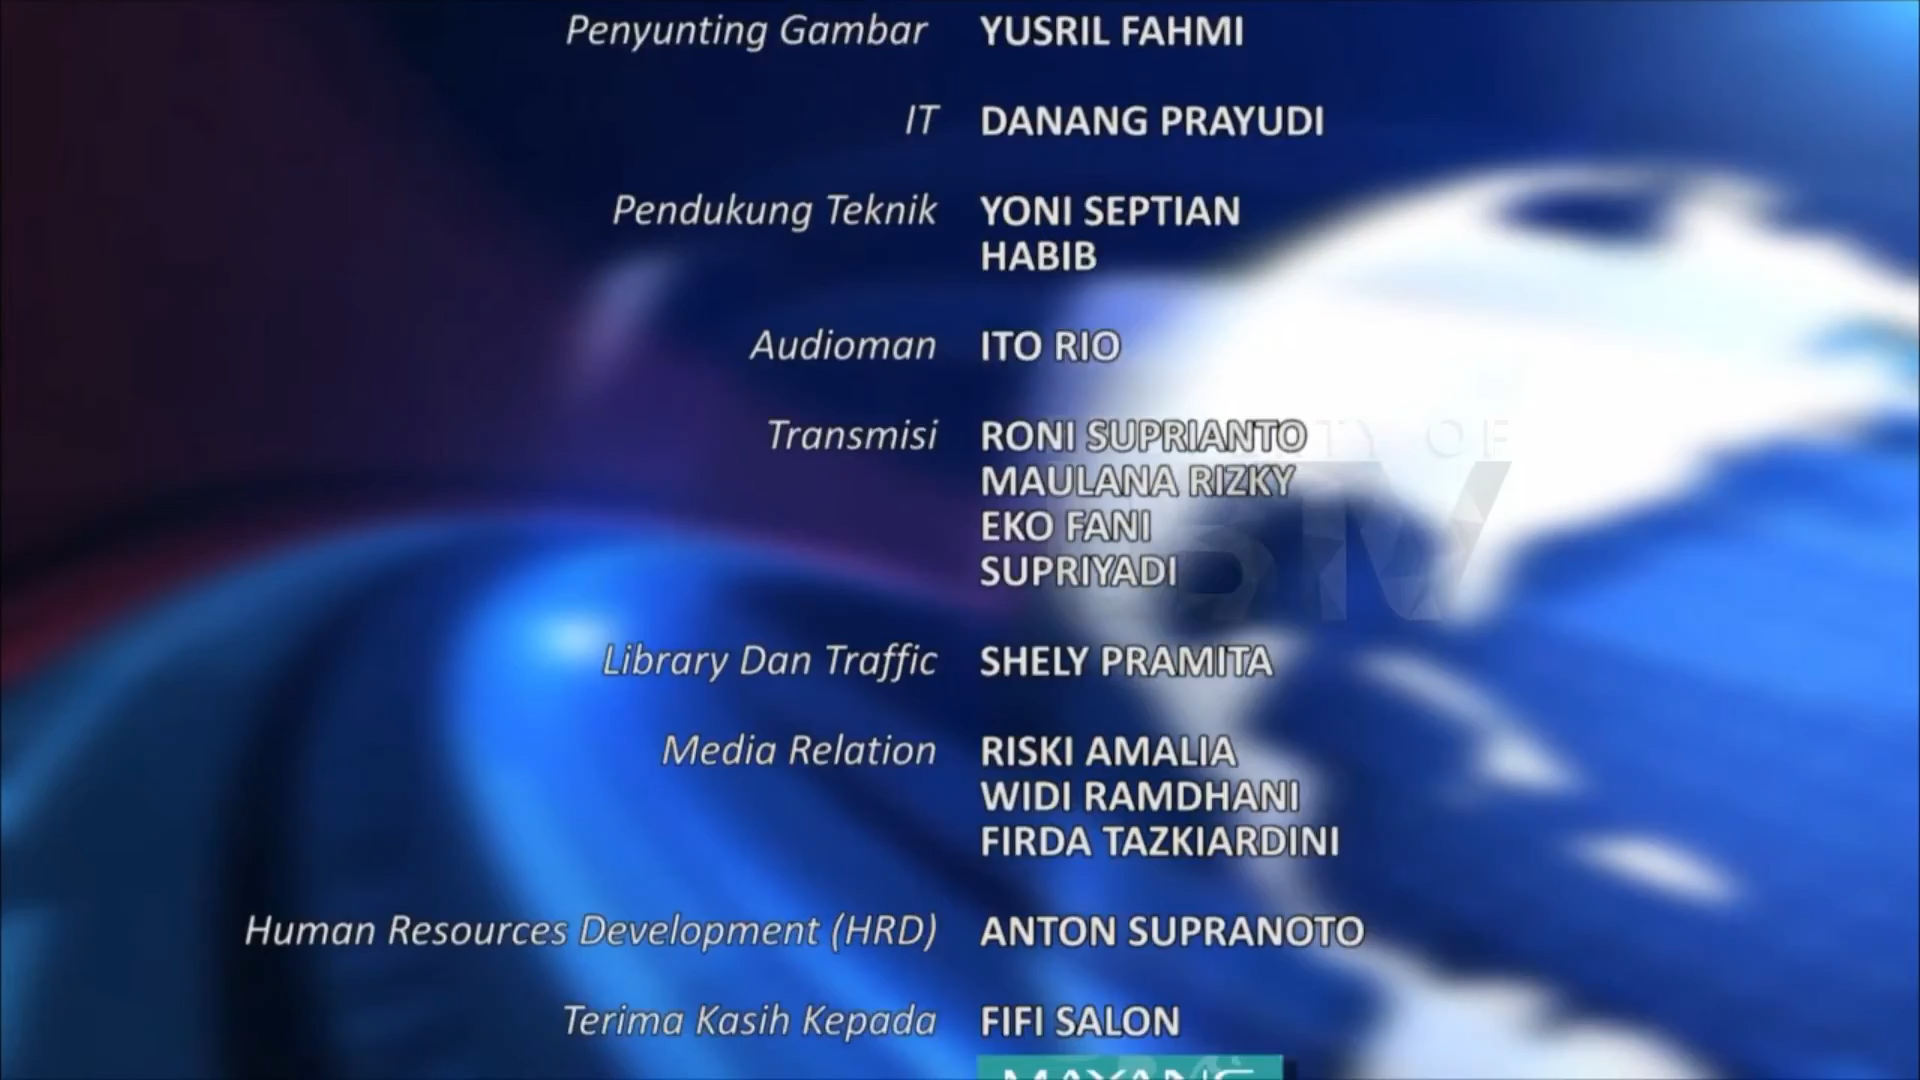 Penyunting Gambar YUSRIL FAHMI
IT DANANG PRAYUDI
Pendukung Teknik YONI SEPTIAN
HABIB
Audioman ITO RIO
Transmisi RONI SUPRIANTO
MAULANA RIZKY
EKO FANI
SUPRIYADI
Library Dan Traffic SHELY PRAMITA
Media Relation RISKI AMALIA
WIDI RAMDHANI
FIRDA TAZKIARDINI
Human Resources Development (HRD) ANTON SUPRANOTO
Terima Kasih Kepada FIFI SALON